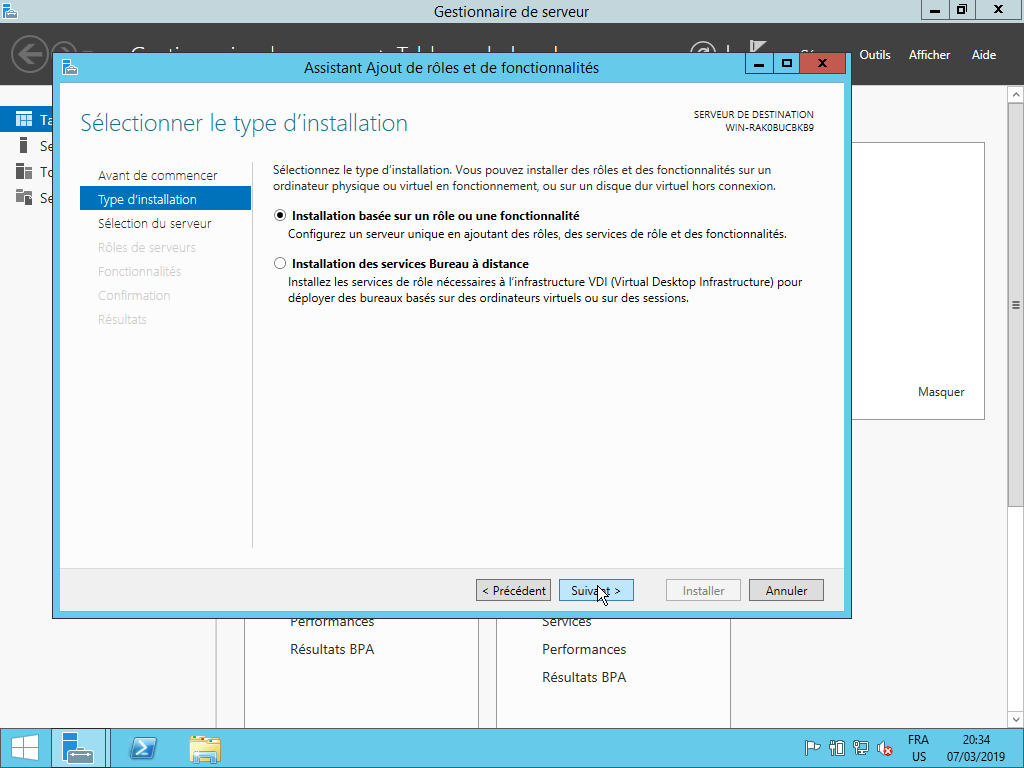 Gestionnaire de serveur
Outils Afficher Aide
Assistant Ajout de rôles et de fonctionnalités
Sélectionner le type d’installation
SERVEUR DE DESTINATION
WIN-RAK0BUCBKB9
Avant de commencer
Type d’installation
Sélection du serveur
Rôles de serveurs
Fonctionnalités
Confirmation
Résultats
Sélectionnez le type d’installation. Vous pouvez installer des rôles et des fonctionnalités sur un
ordinateur physique ou virtuel en fonctionnement, ou sur un disque dur virtuel hors connexion.
Installation basée sur un rôle ou une fonctionnalité
Configurez un serveur unique en ajoutant des rôles, des services de rôle et des fonctionnalités.
Installation des services Bureau à distance
Installez les services de rôle nécessaires à l’infrastructure VDI (Virtual Desktop Infrastructure) pour
déployer des bureaux basés sur des ordinateurs virtuels ou sur des sessions.
Masquer
< Précédent Suivant > Installer Annuler
Performances
Résultats BPA
Services
Performances
Résultats BPA
FRA
US
20:34
07/03/2019